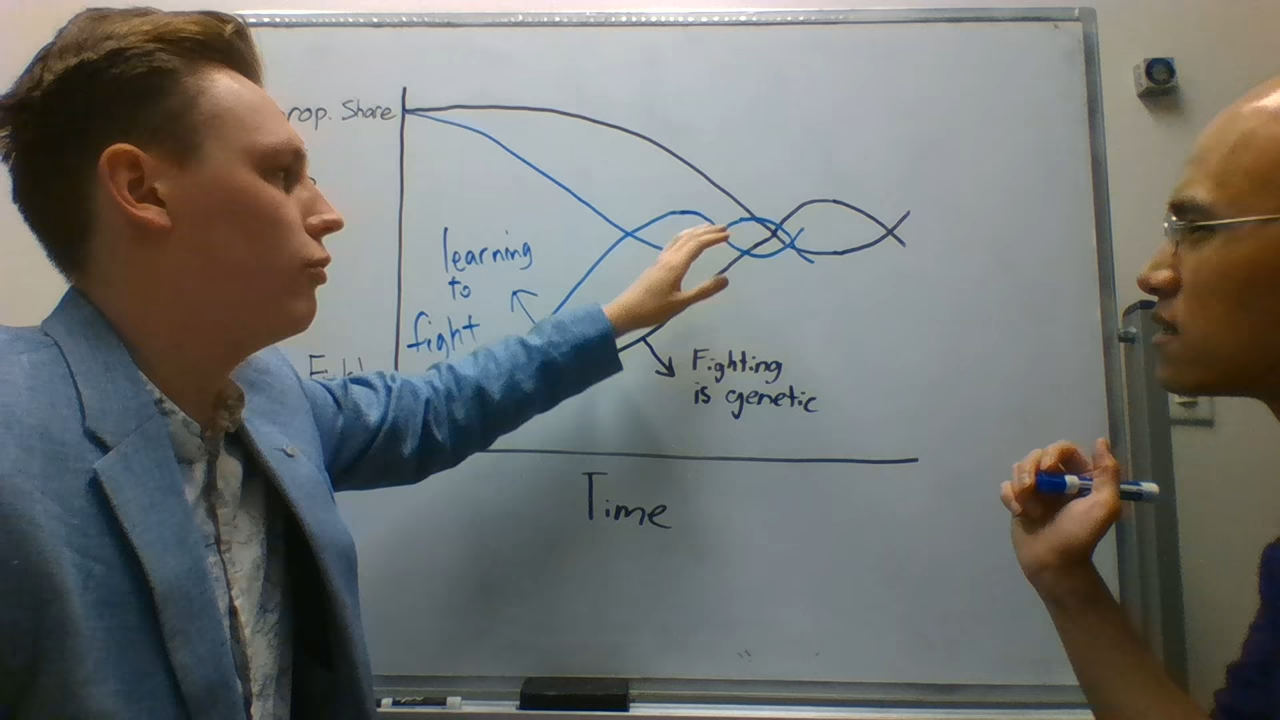 rop. Share
learning
to
fight
Fighting
is genetic
Time